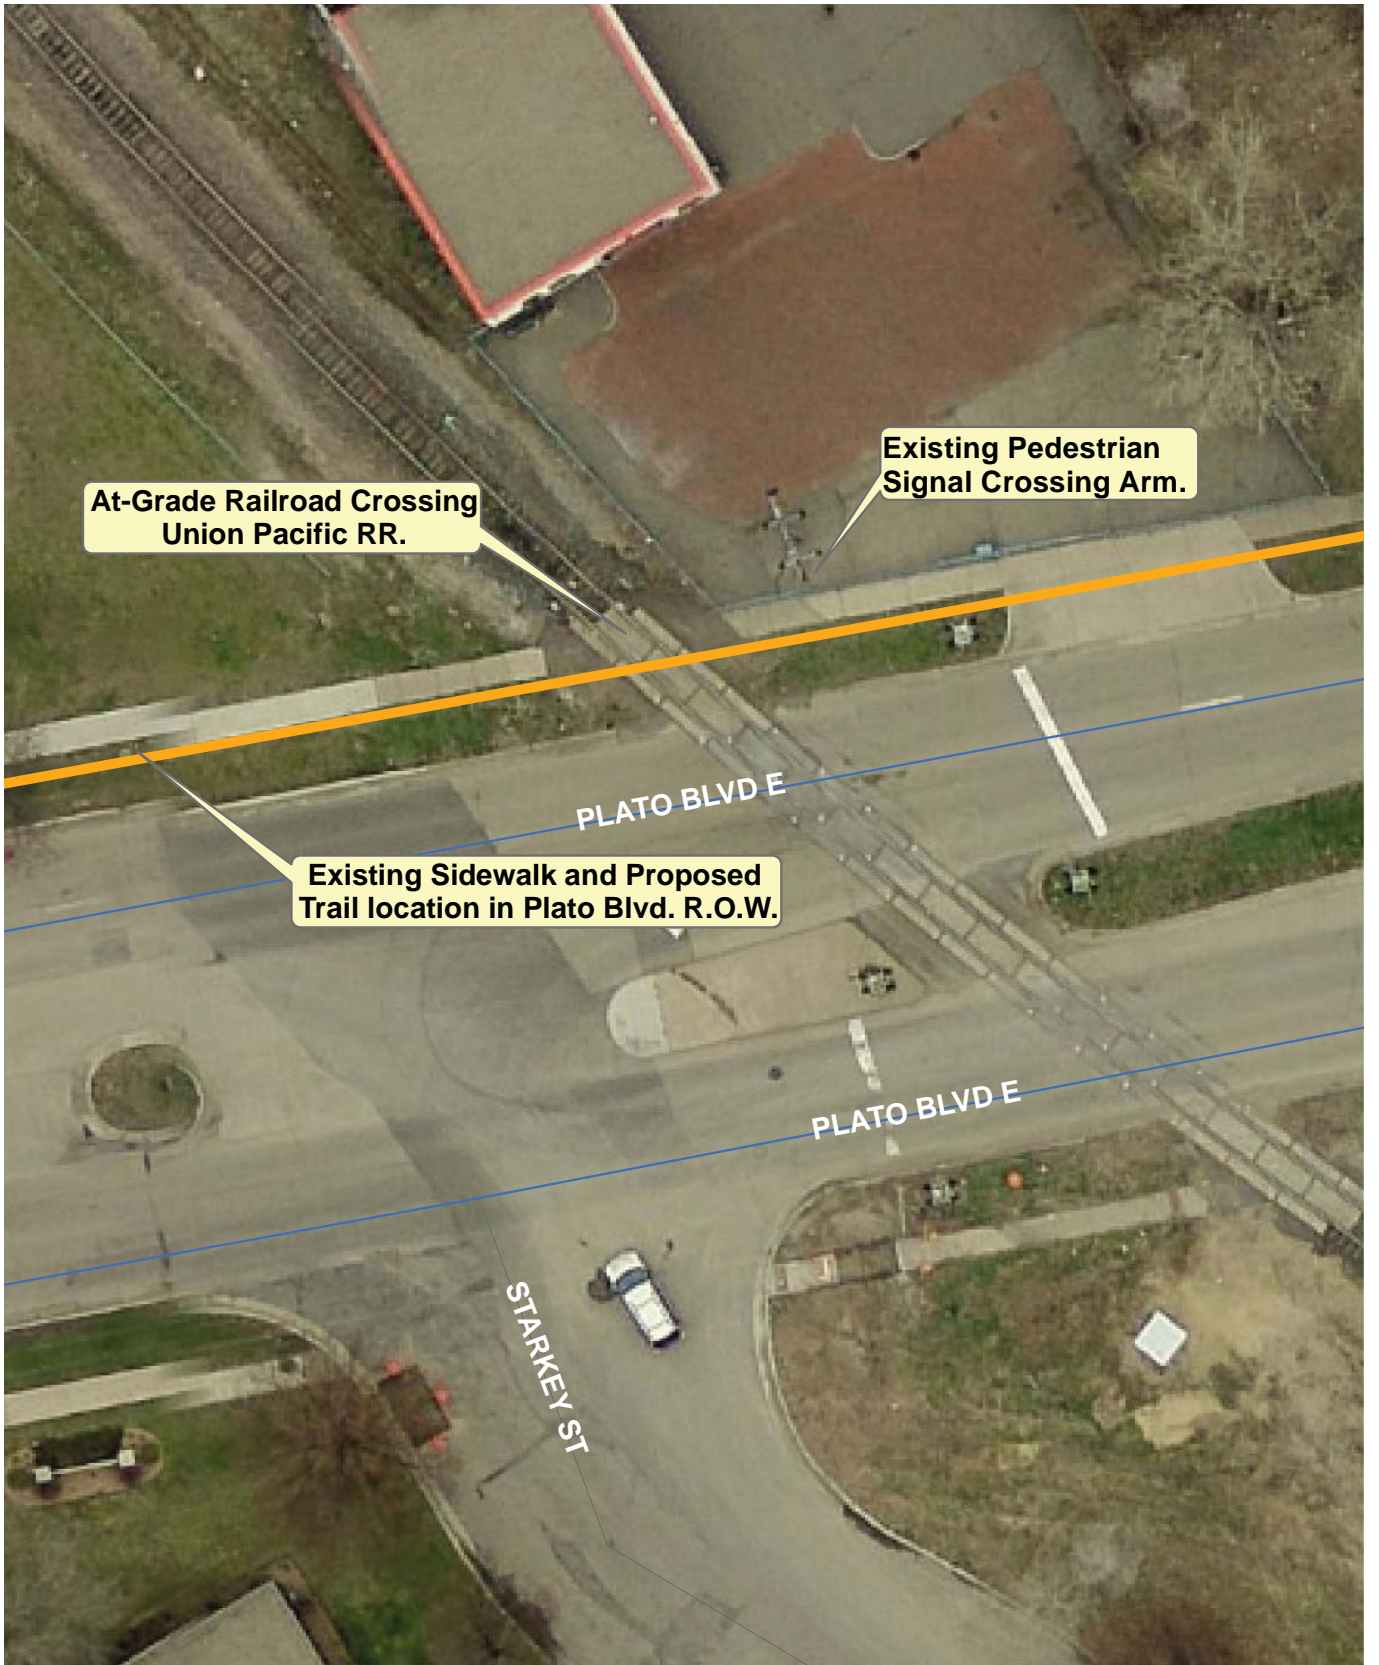 Existing Pedestrian
Signal Crossing Arm.
At-Grade Railroad Crossing
Union Pacific RR.
PLATO BLVD E
Existing Sidewalk and Proposed
Trail location in Plato Blvd. R.O.W.
PLATO BLVD E
STARKEY ST